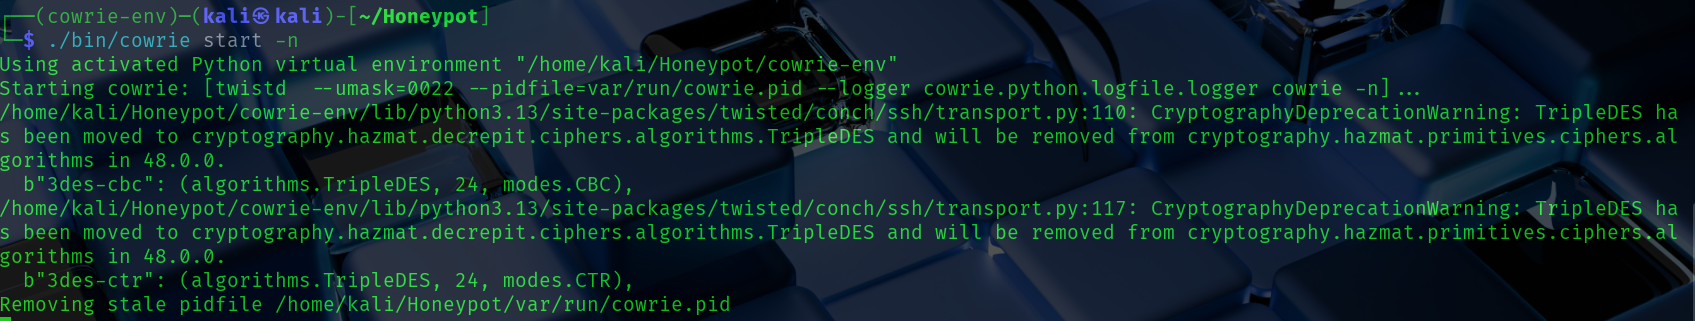 ┌──(cowrie-env)─(kali㉿kali)-[~/Honeypot]
└─$ ./bin/cowrie start -n
Using activated Python virtual environment "/home/kali/Honeypot/cowrie-env"
Starting cowrie: [twistd  --umask=0022 --pidfile=var/run/cowrie.pid --logger cowrie.python.logfile.logger cowrie -n]...
/home/kali/Honeypot/cowrie-env/lib/python3.13/site-packages/twisted/conch/ssh/transport.py:110: CryptographyDeprecationWarning: TripleDES ha
s been moved to cryptography.hazmat.decrepit.ciphers.algorithms.TripleDES and will be removed from cryptography.hazmat.primitives.ciphers.al
gorithms in 48.0.0.
  b"3des-cbc": (algorithms.TripleDES, 24, modes.CBC),
/home/kali/Honeypot/cowrie-env/lib/python3.13/site-packages/twisted/conch/ssh/transport.py:117: CryptographyDeprecationWarning: TripleDES ha
s been moved to cryptography.hazmat.decrepit.ciphers.algorithms.TripleDES and will be removed from cryptography.hazmat.primitives.ciphers.al
gorithms in 48.0.0.
  b"3des-ctr": (algorithms.TripleDES, 24, modes.CTR),
Removing stale pidfile /home/kali/Honeypot/var/run/cowrie.pid